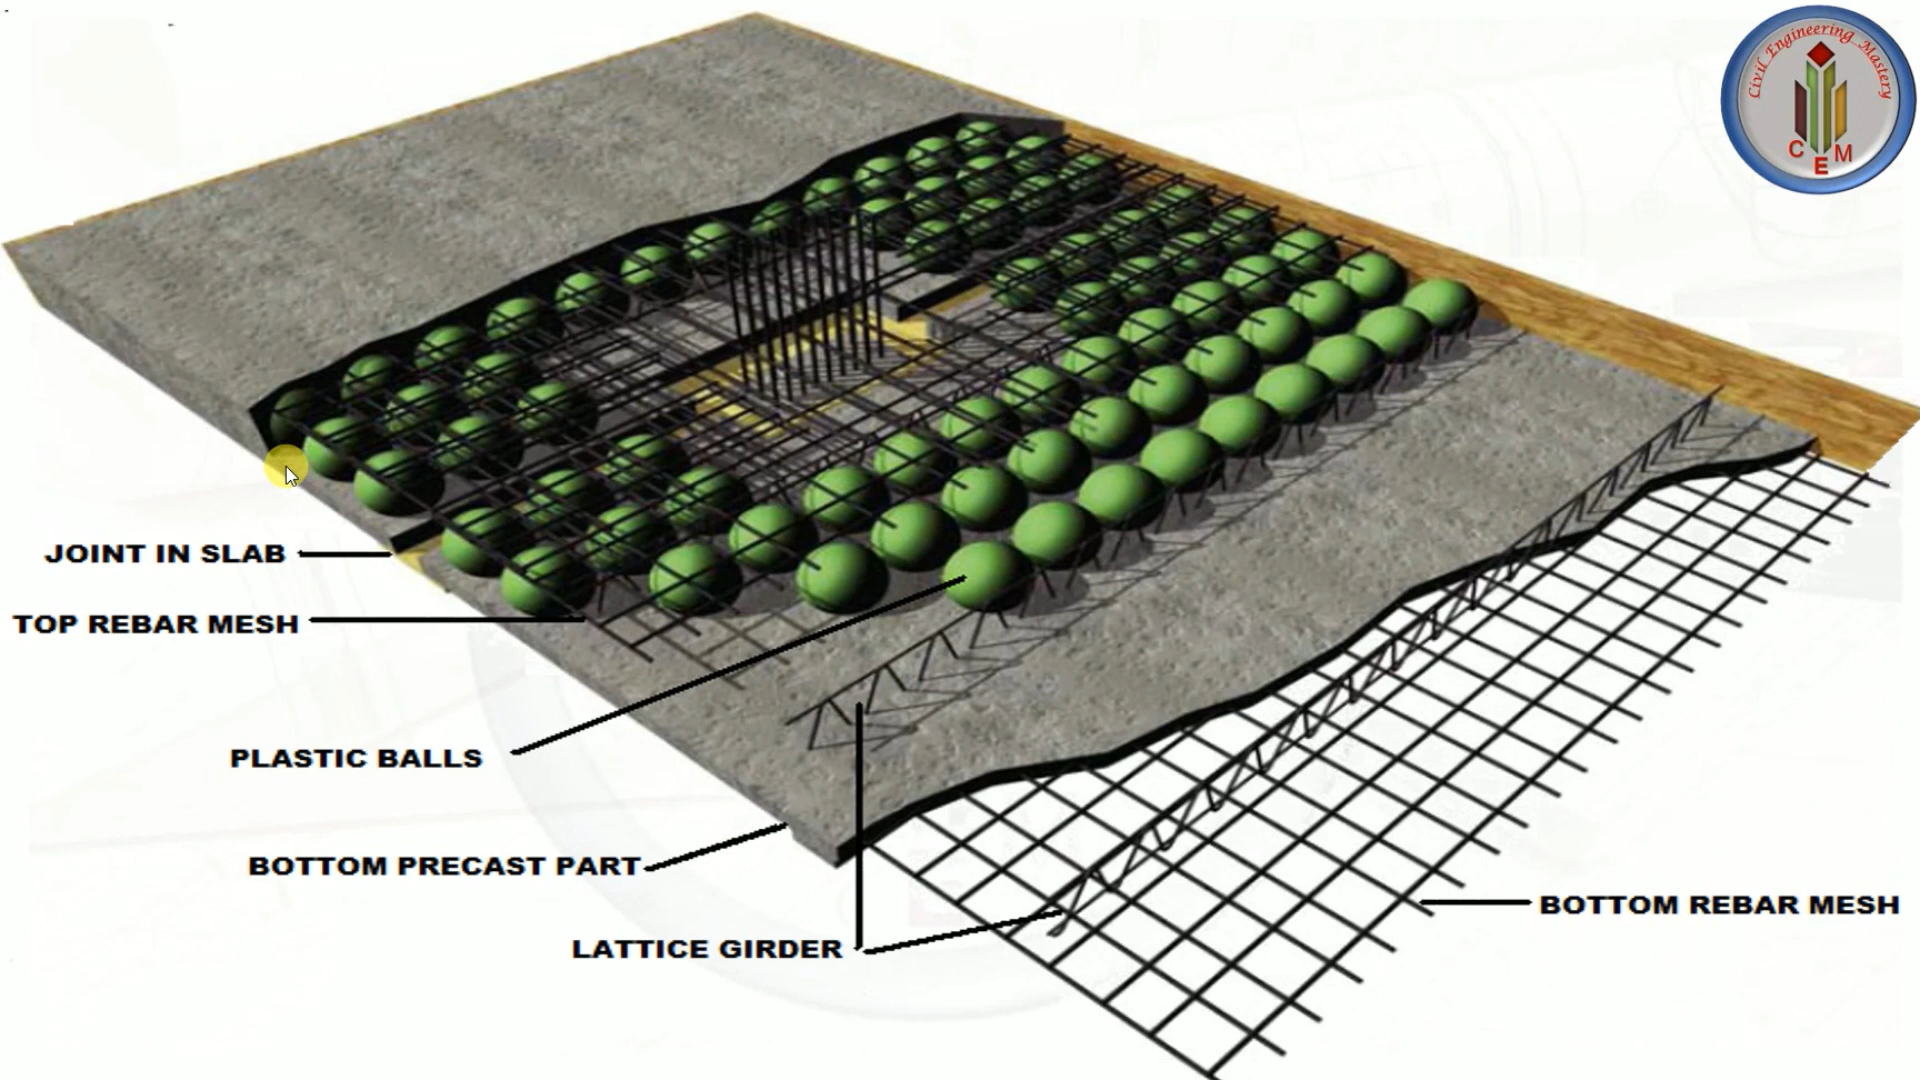 Civil Engineering Mastery
C E M
JOINT IN SLAB
TOP REBAR MESH
PLASTIC BALLS
BOTTOM PRECAST PART
BOTTOM REBAR MESH
LATTICE GIRDER